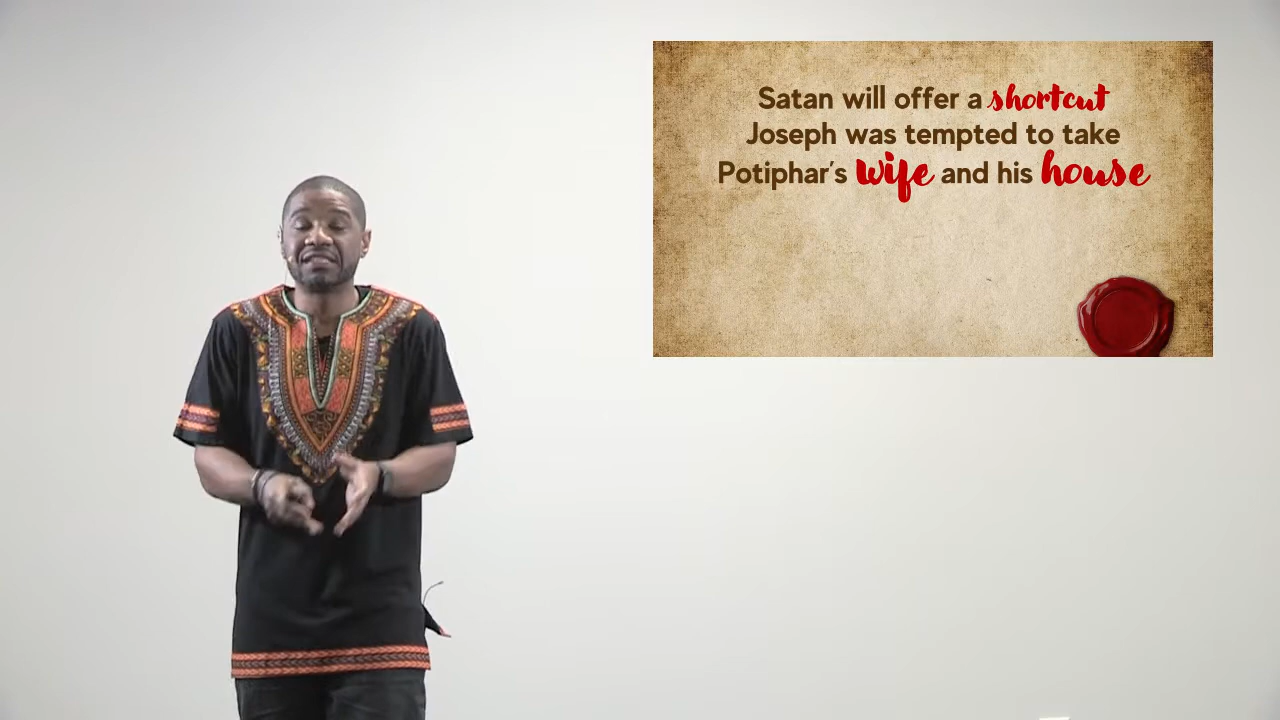 Satan will offer a shortcut
Joseph was tempted to take
Potiphar's wife and his house